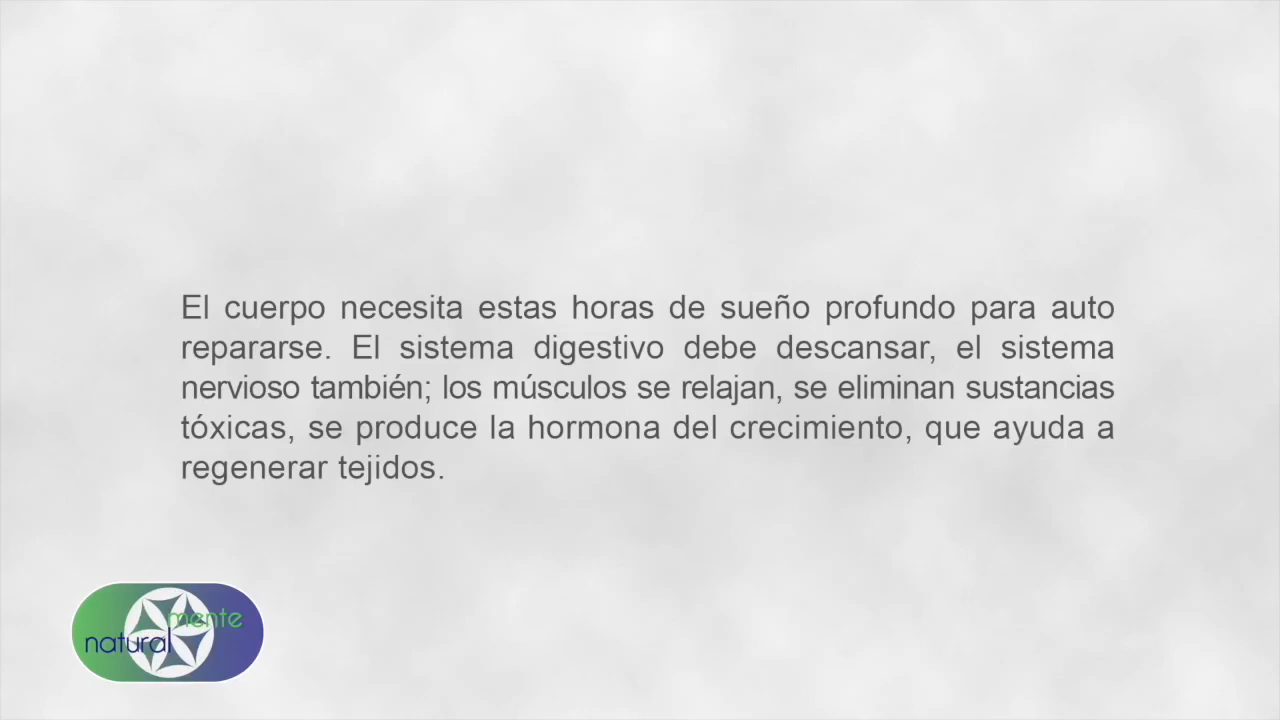 El cuerpo necesita estas horas de sueño profundo para auto
repararse. El sistema digestivo debe descansar, el sistema
nervioso también; los músculos se relajan, se eliminan sustancias
tóxicas, se produce la hormona del crecimiento, que ayuda a
regenerar tejidos.
mente
natural